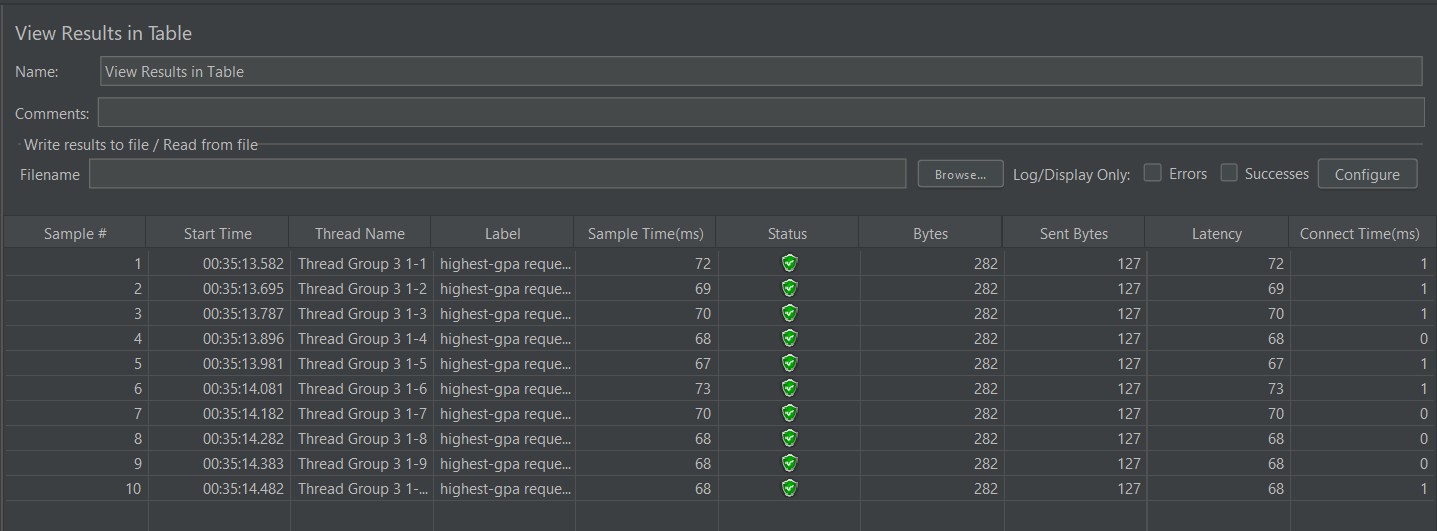 View Results in Table
Name: View Results in Table
Comments:
Write results to file / Read from file
Filename Browse... Log/Display Only: Errors Successes Configure
Sample # Start Time Thread Name Label Sample Time(ms) Status Bytes Sent Bytes Latency Connect Time(ms)
1 00:35:13.582 Thread Group 3 1-1 highest-gpa reque... 72 282 127 72 1
2 00:35:13.695 Thread Group 3 1-2 highest-gpa reque... 69 282 127 69 1
3 00:35:13.787 Thread Group 3 1-3 highest-gpa reque... 70 282 127 70 1
4 00:35:13.896 Thread Group 3 1-4 highest-gpa reque... 68 282 127 68 0
5 00:35:13.981 Thread Group 3 1-5 highest-gpa reque... 67 282 127 67 1
6 00:35:14.081 Thread Group 3 1-6 highest-gpa reque... 73 282 127 73 1
7 00:35:14.182 Thread Group 3 1-7 highest-gpa reque... 70 282 127 70 0
8 00:35:14.282 Thread Group 3 1-8 highest-gpa reque... 68 282 127 68 0
9 00:35:14.383 Thread Group 3 1-9 highest-gpa reque... 68 282 127 68 0
10 00:35:14.482 Thread Group 3 1-... highest-gpa reque... 68 282 127 68 1